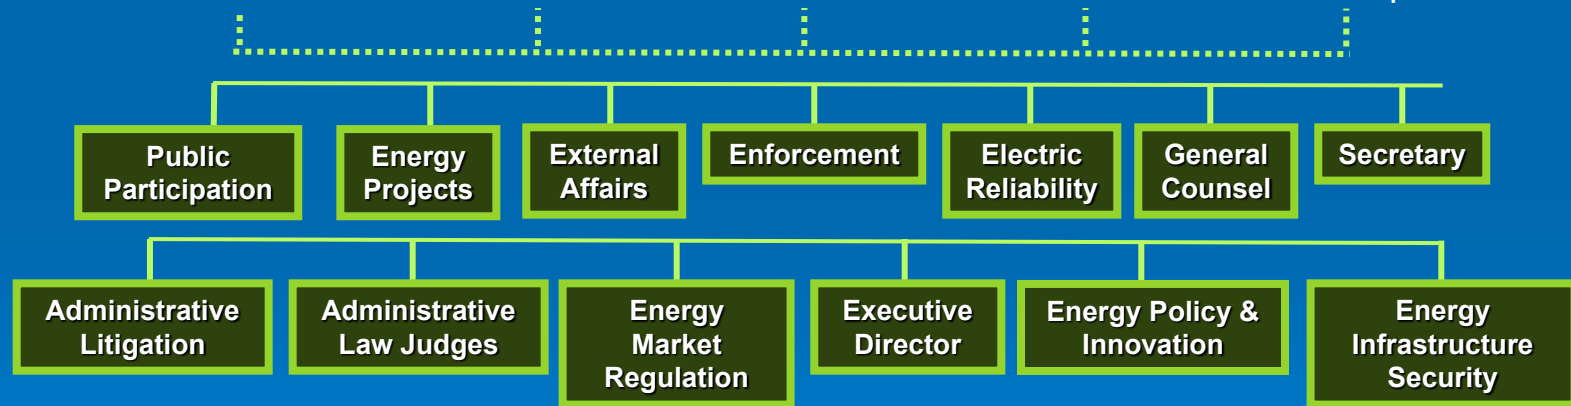 Public
Participation
Energy
Projects
External
Affairs
Enforcement
Electric
Reliability
General
Counsel
Secretary
Administrative
Litigation
Administrative
Law Judges
Energy
Market
Regulation
Executive
Director
Energy Policy &
Innovation
Energy
Infrastructure
Security